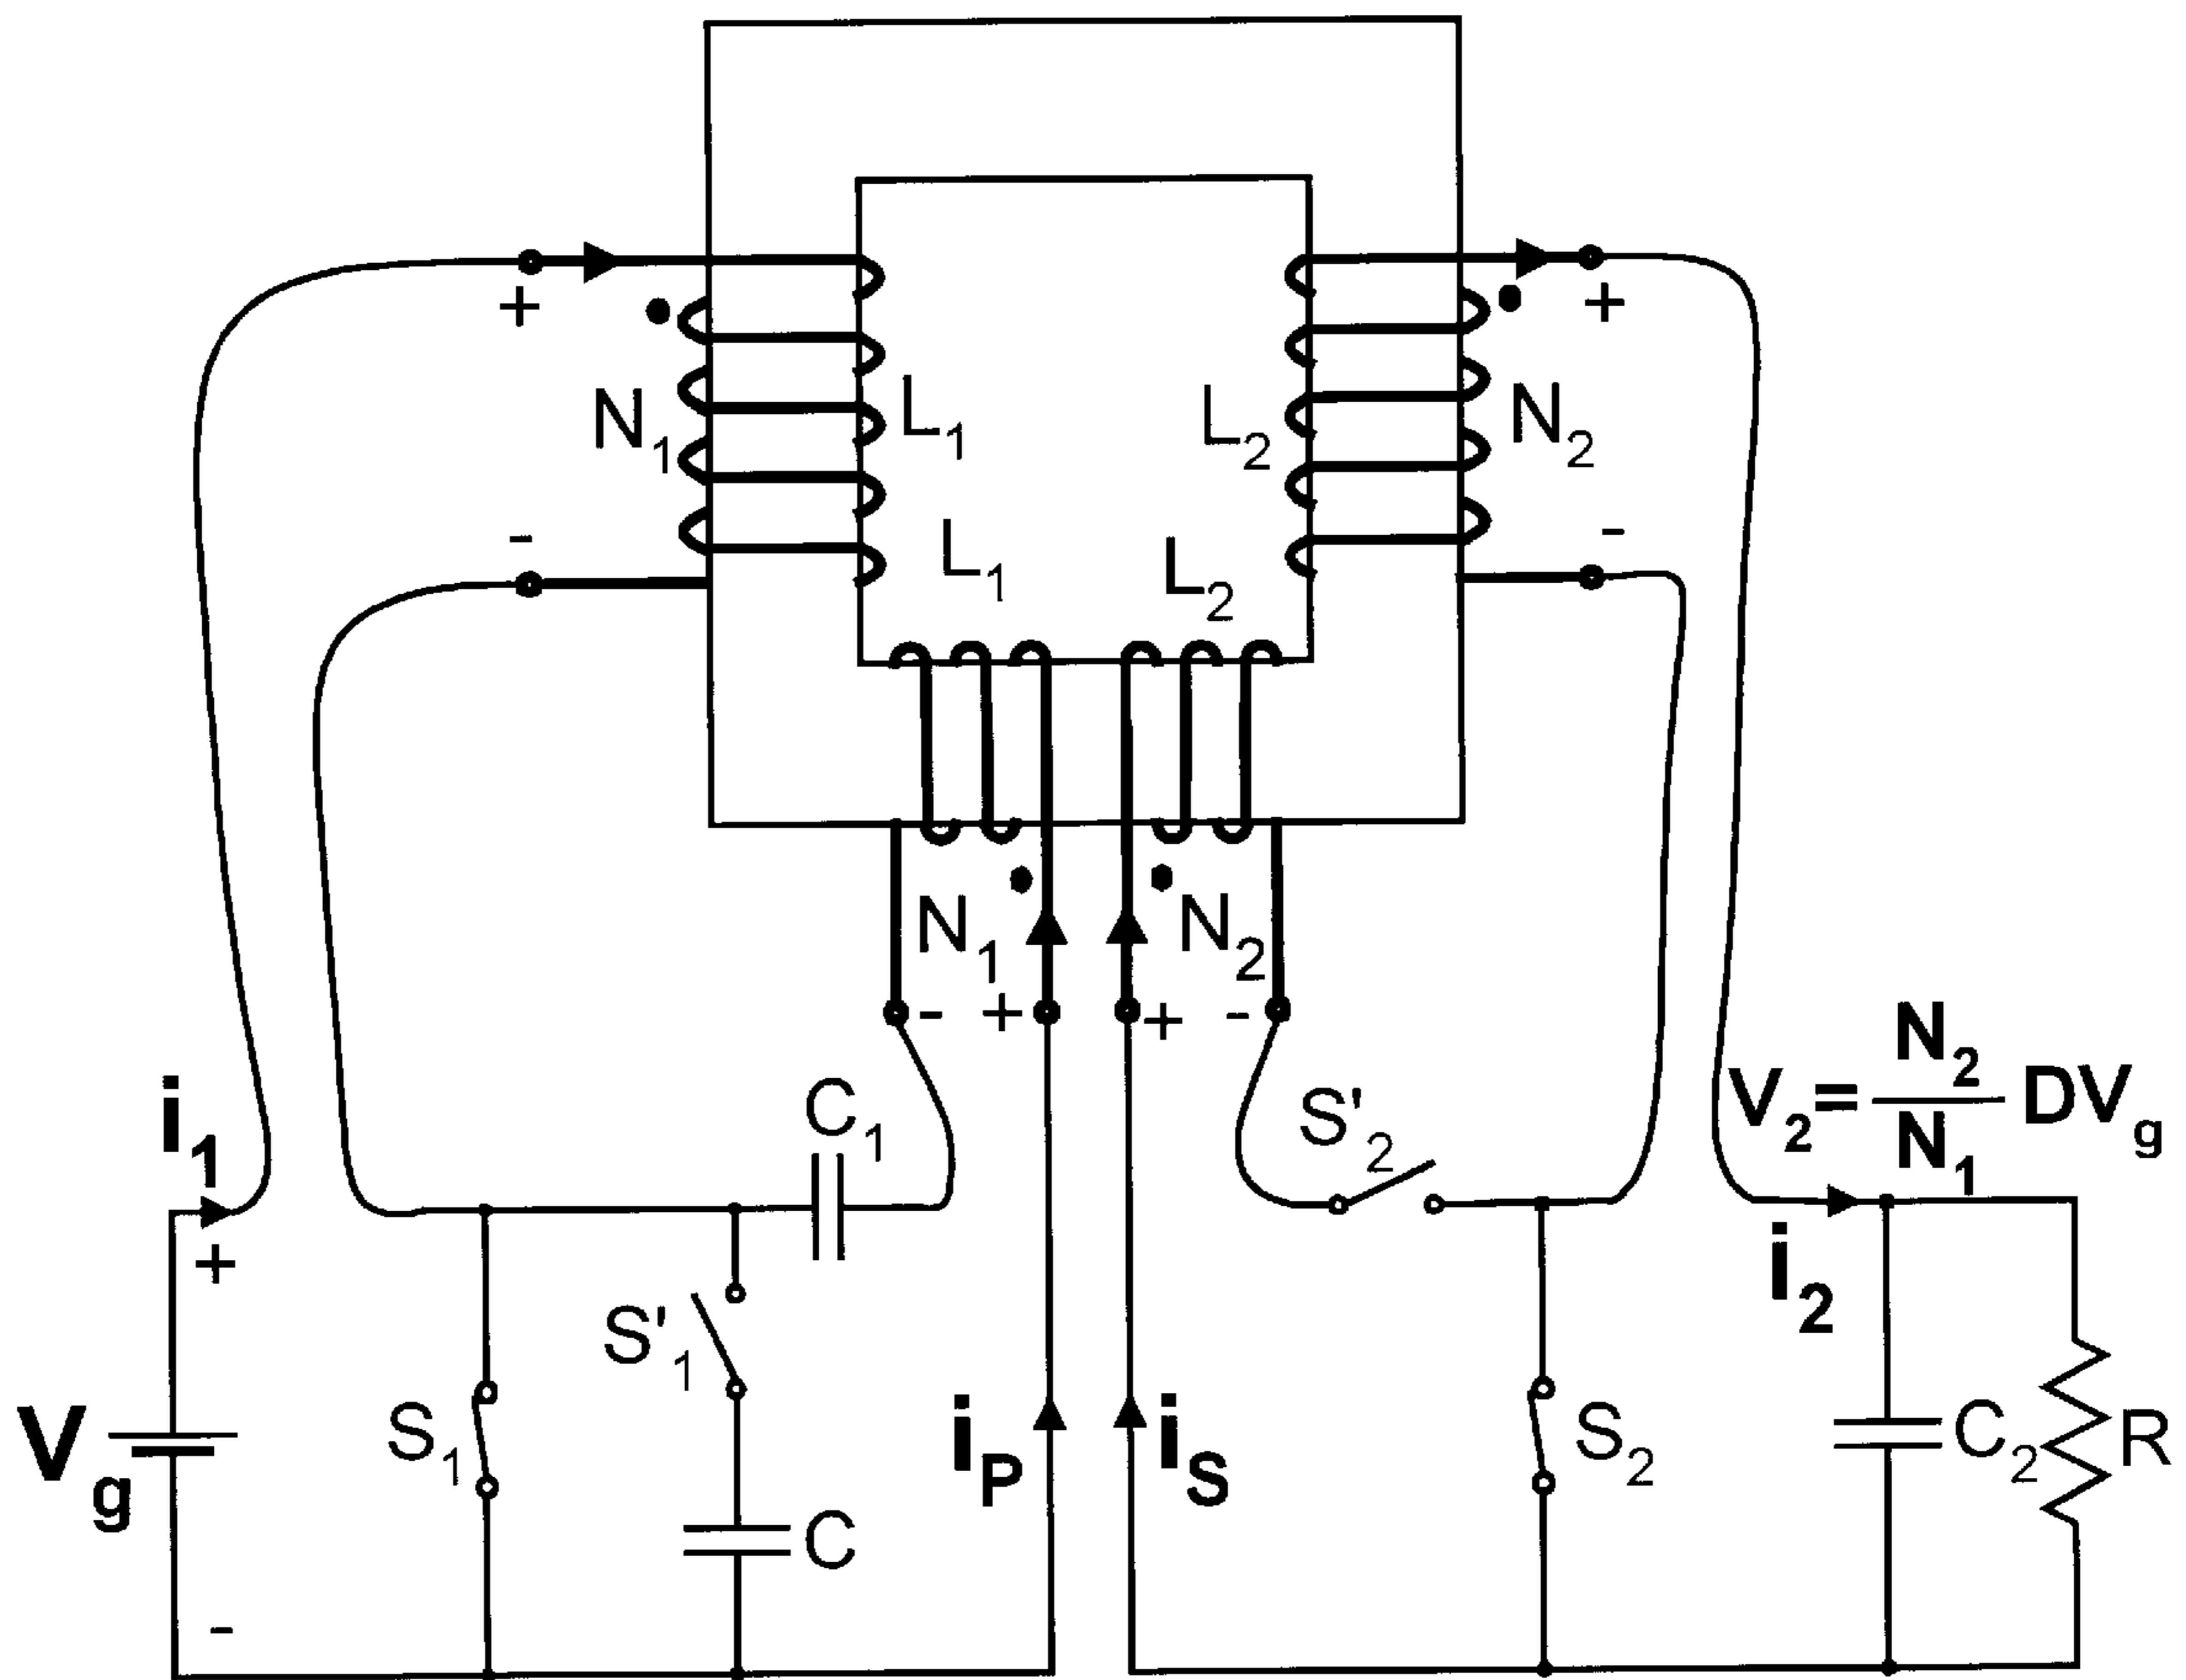 +
+
N₁
L₁
L₂
N₂
-
-
L₁
L₂
N₁
N₂
- +
+ -
i₁
C₁
S'₂
V₂= N₂/N₁ DVg
+
i₂
S'₁
Vg
S₁
iP
iS
S₂
C₂
R
C
-